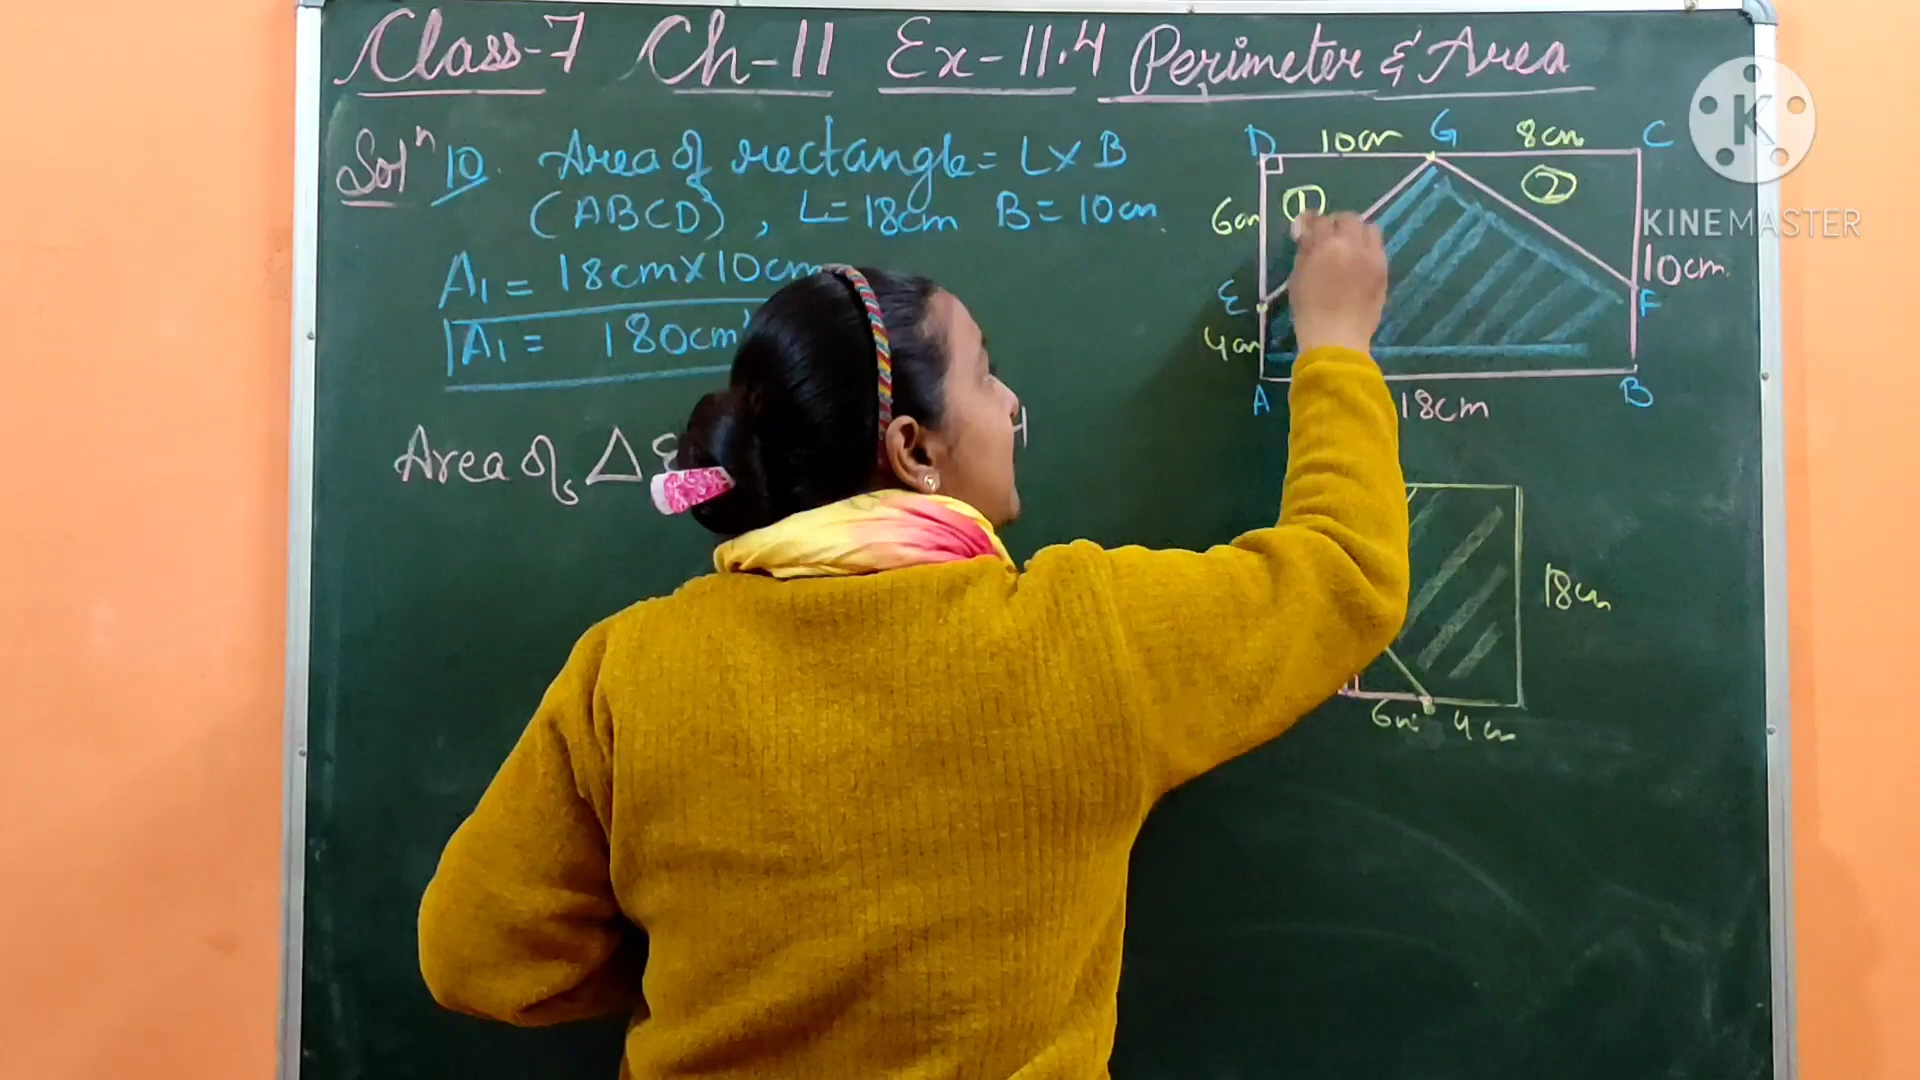 Class-7 Ch-11 Ex-11.4 Perimeter & Area
Solⁿ 10. Area of rectangle = L x B
(ABCD), L = 18cm B = 10cm
A₁ = 18cm x 10cm
A₁ = 180cm
Area of Δ
D 10cm G 8cm C
6cm ① ②
E 10cm F
4cm
A 18cm B
18cm
6cm 4cm
K
KINEMASTER